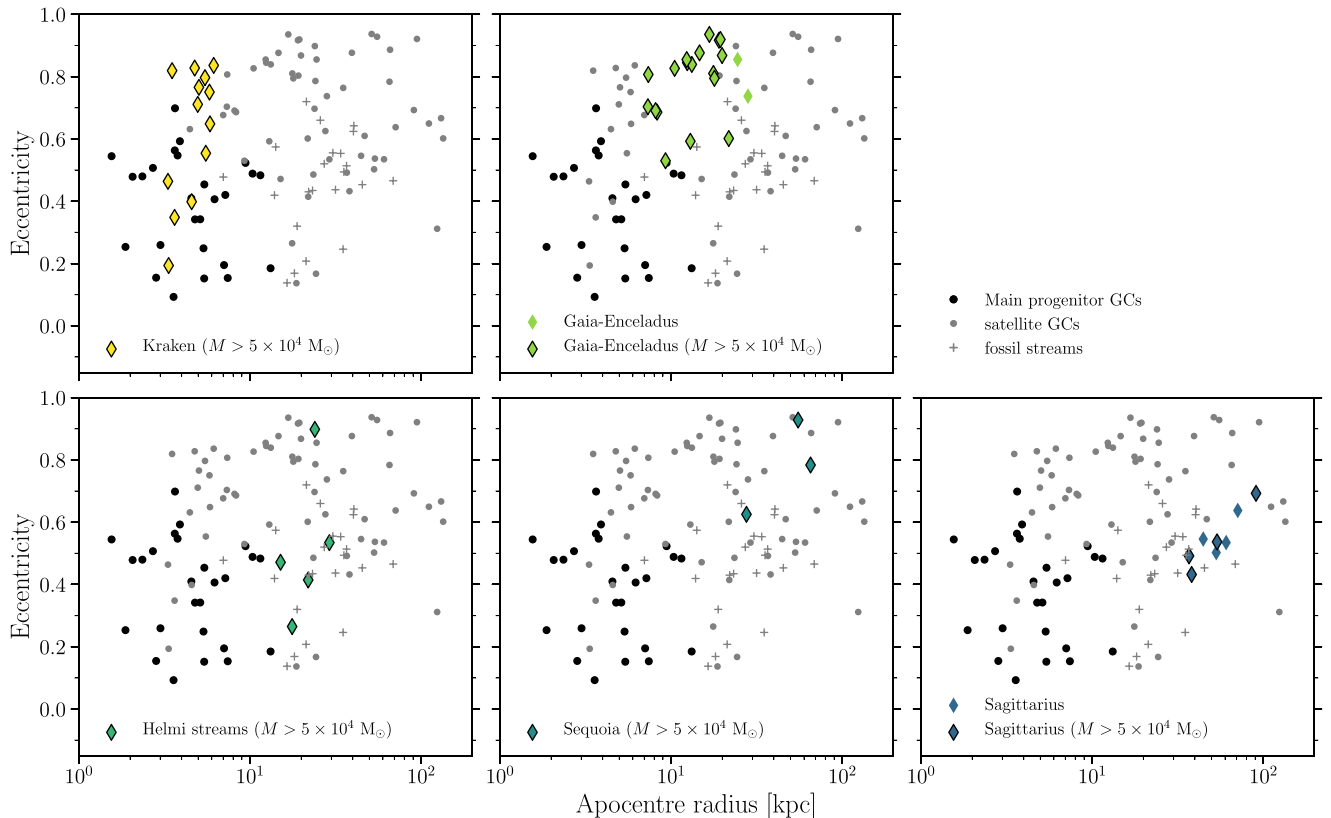 1.0
0.8
0.6
0.4
0.2
0.0
Eccentricity
Kraken (M > 5 × 10⁴ M☉)
Gaia-Enceladus
Gaia-Enceladus (M > 5 × 10⁴ M☉)
Main progenitor GCs
satellite GCs
fossil streams
1.0
0.8
0.6
0.4
0.2
0.0
Eccentricity
Helmi streams (M > 5 × 10⁴ M☉)
Sequoia (M > 5 × 10⁴ M☉)
Sagittarius
Sagittarius (M > 5 × 10⁴ M☉)
10⁰ 10¹ 10²
10⁰ 10¹ 10²
10⁰ 10¹ 10²
Apocentre radius [kpc]